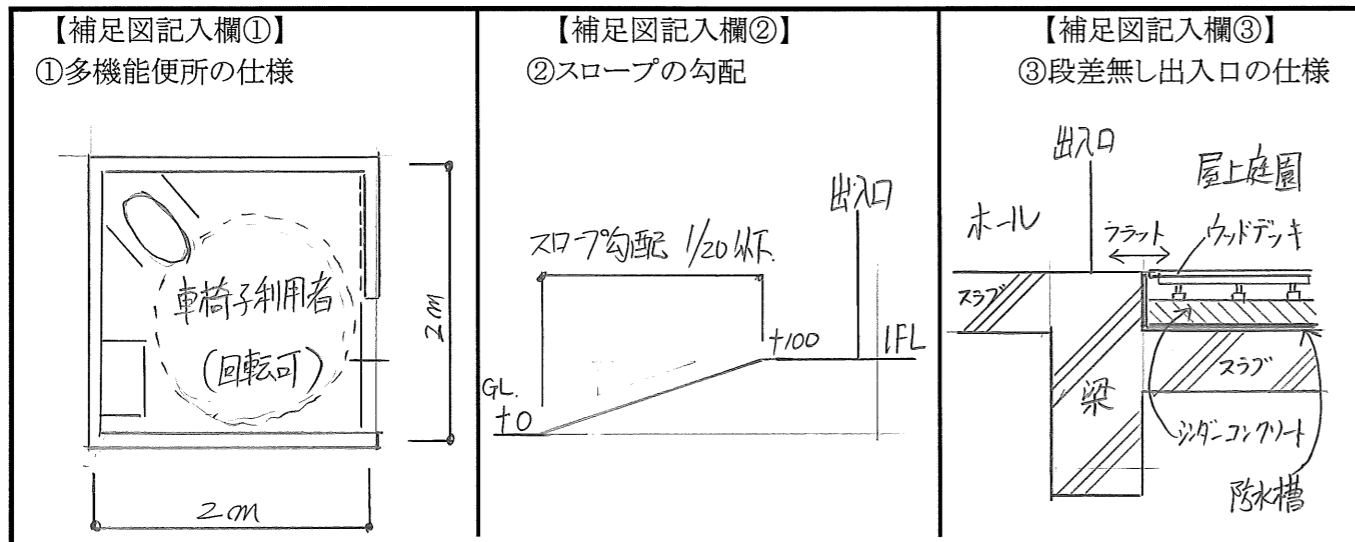 【補足図記入欄①】
①多機能便所の仕様
車椅子利用者
(回転可)
2m
2m
【補足図記入欄②】
②スロープの勾配
出入口
スロープ勾配 1/20以下.
+100
1FL
GL.
±0
【補足図記入欄③】
③段差無し出入口の仕様
出入口
屋上庭園
ホール
フラット
ウッドデッキ
スラブ
スラブ
梁
シンダーコンクリート
防水槽